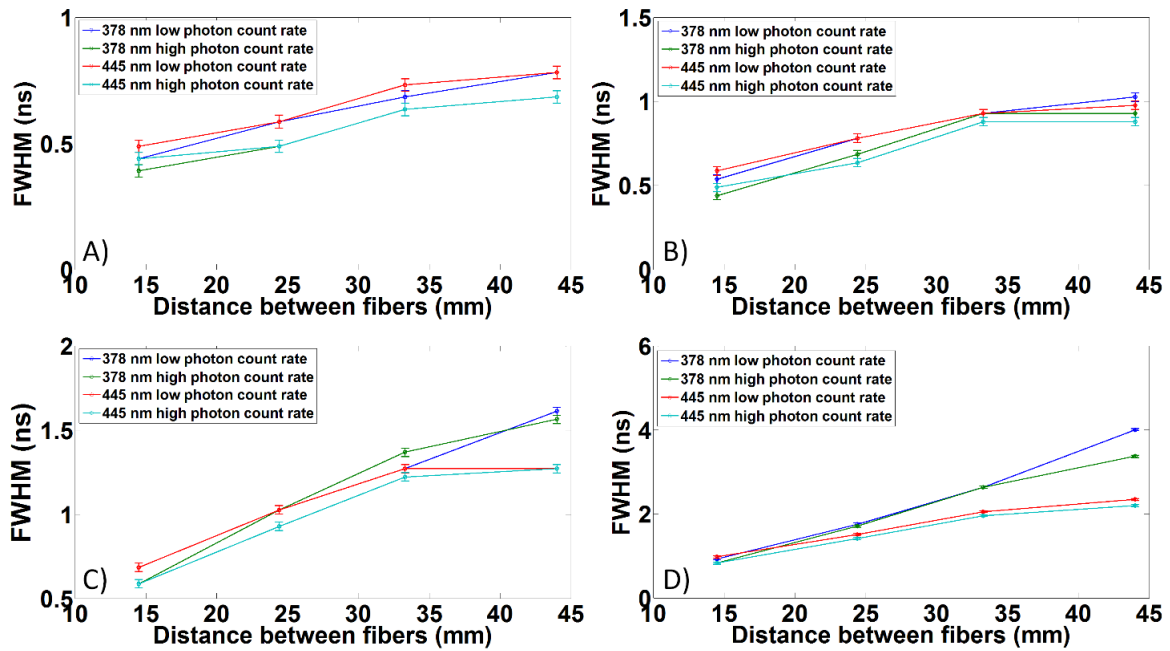 1
378 nm low photon count rate
378 nm high photon count rate
445 nm low photon count rate
445 nm high photon count rate
FWHM (ns)
0.5
A)
0
10 15 20 25 30 35 40 45
Distance between fibers (mm)
1.5
378 nm low photon count rate
378 nm high photon count rate
445 nm low photon count rate
445 nm high photon count rate
1
FWHM (ns)
0.5
B)
0
10 15 20 25 30 35 40 45
Distance between fibers (mm)
2
378 nm low photon count rate
378 nm high photon count rate
445 nm low photon count rate
445 nm high photon count rate
1.5
FWHM (ns)
1
C)
0.5
10 15 20 25 30 35 40 45
Distance between fibers (mm)
6
378 nm low photon count rate
378 nm high photon count rate
445 nm low photon count rate
445 nm high photon count rate
4
FWHM (ns)
2
D)
0
10 15 20 25 30 35 40 45
Distance between fibers (mm)